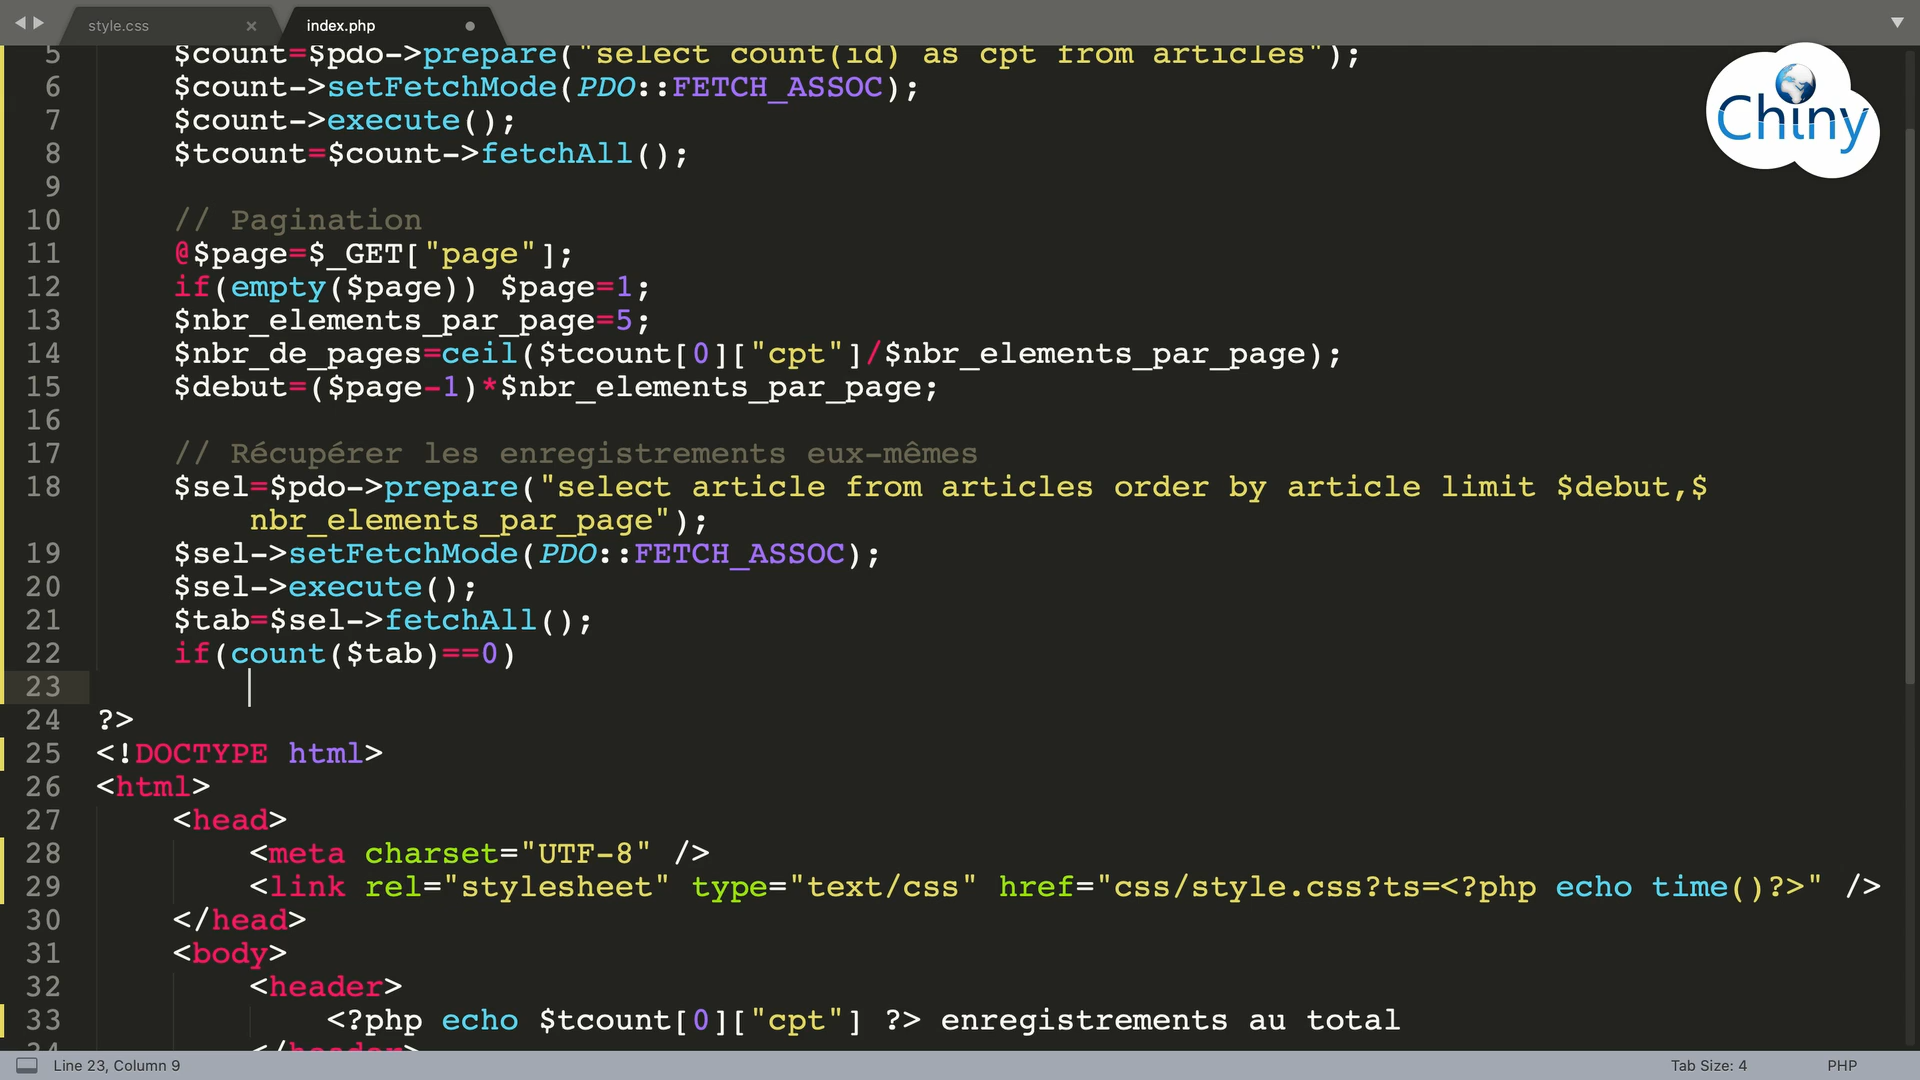 style.css × index.php
5 $count=$pdo->prepare("select count(id) as cpt from articles");
6 $count->setFetchMode(PDO::FETCH_ASSOC);
7 $count->execute();
8 $tcount=$count->fetchAll();
9
10 // Pagination
11 @$page=$_GET["page"];
12 if(empty($page)) $page=1;
13 $nbr_elements_par_page=5;
14 $nbr_de_pages=ceil($tcount[0]["cpt"]/$nbr_elements_par_page);
15 $debut=($page-1)*$nbr_elements_par_page;
16
17 // Récupérer les enregistrements eux-mêmes
18 $sel=$pdo->prepare("select article from articles order by article limit $debut,$
nbr_elements_par_page");
19 $sel->setFetchMode(PDO::FETCH_ASSOC);
20 $sel->execute();
21 $tab=$sel->fetchAll();
22 if(count($tab)==0)
23
24 ?>
25 <!DOCTYPE html>
26 <html>
27 <head>
28 <meta charset="UTF-8" />
29 <link rel="stylesheet" type="text/css" href="css/style.css?ts=<?php echo time()?>" />
30 </head>
31 <body>
32 <header>
33 <?php echo $tcount[0]["cpt"] ?> enregistrements au total
34 </header>
Chiny
Line 23, Column 9 Tab Size: 4 PHP